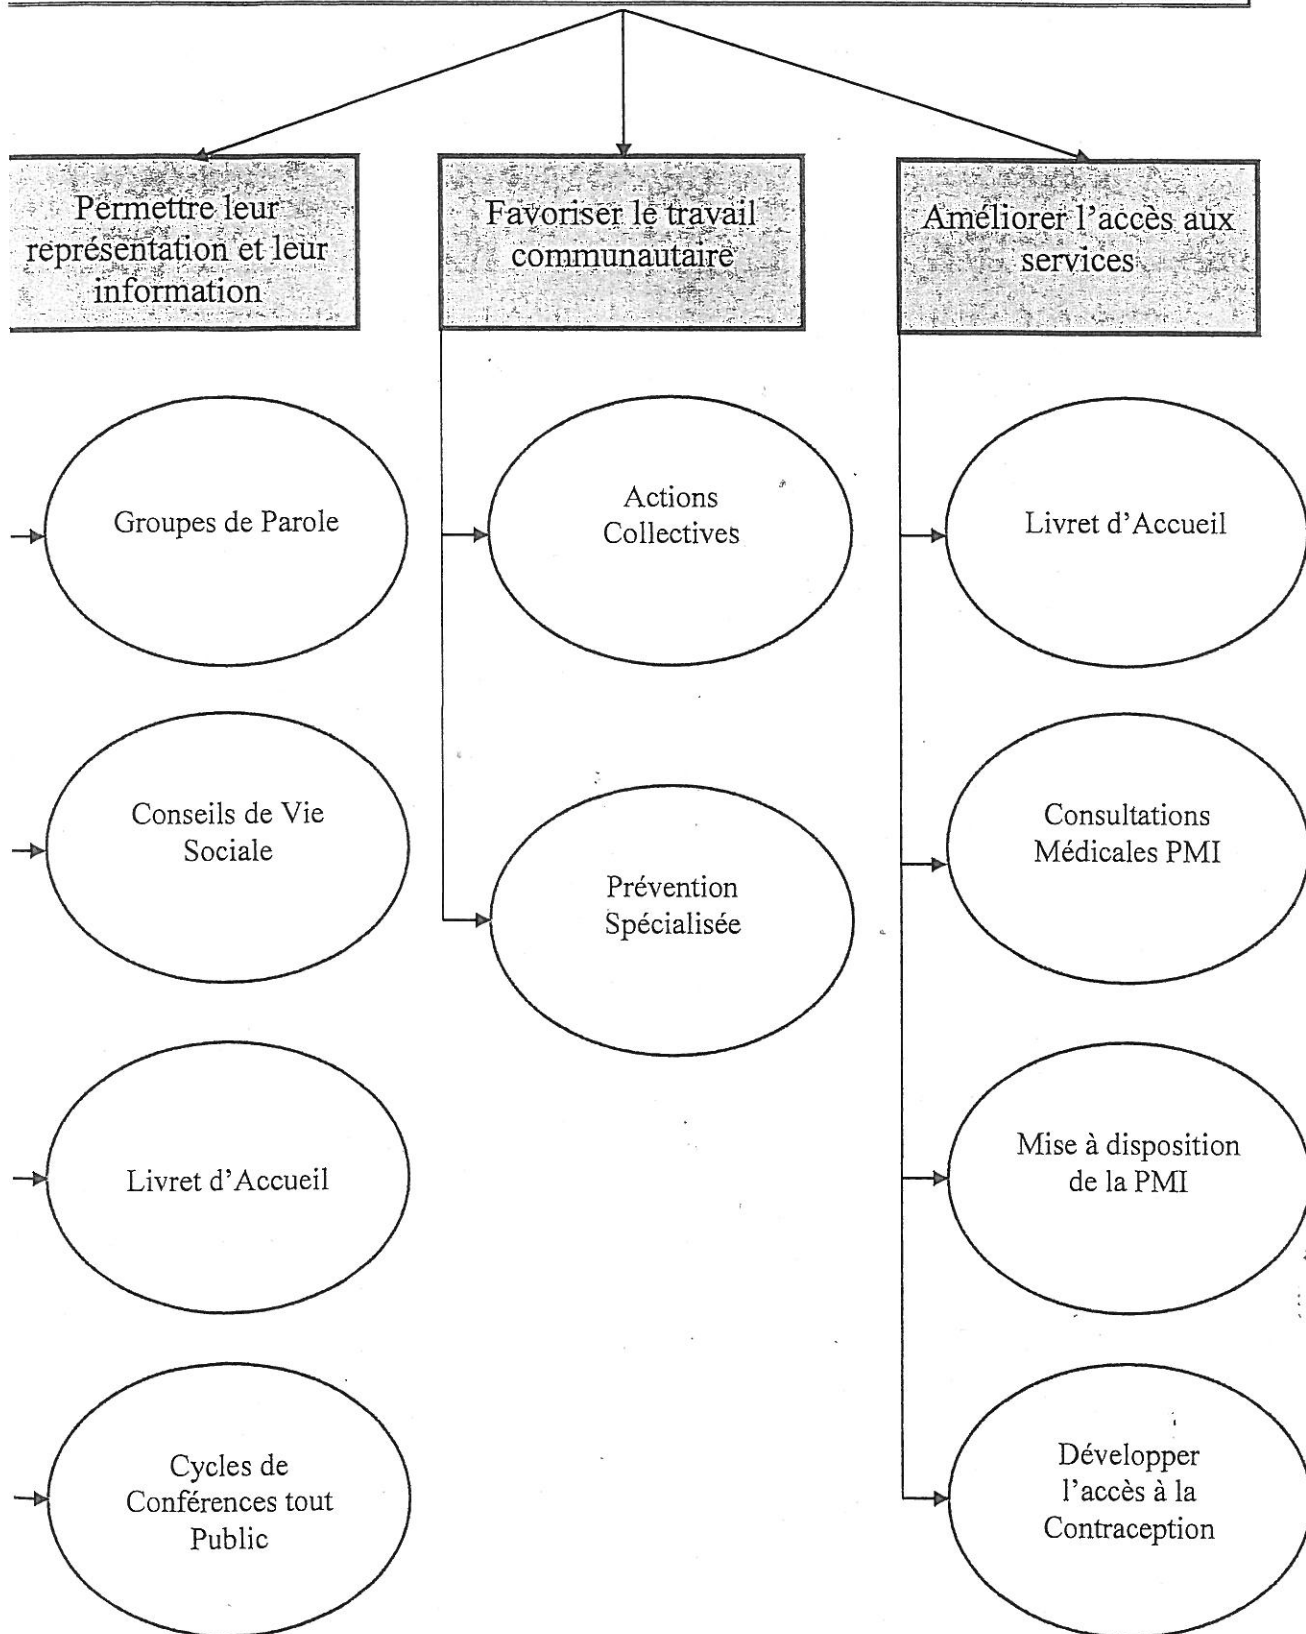 Permettre leur
représentation et leur
information
Favoriser le travail
communautaire
Améliorer l'accès aux
services
Groupes de Parole
Conseils de Vie
Sociale
Livret d'Accueil
Cycles de
Conférences tout
Public
Actions
Collectives
Prévention
Spécialisée
Livret d'Accueil
Consultations
Médicales PMI
Mise à disposition
de la PMI
Développer
l'accès à la
Contraception